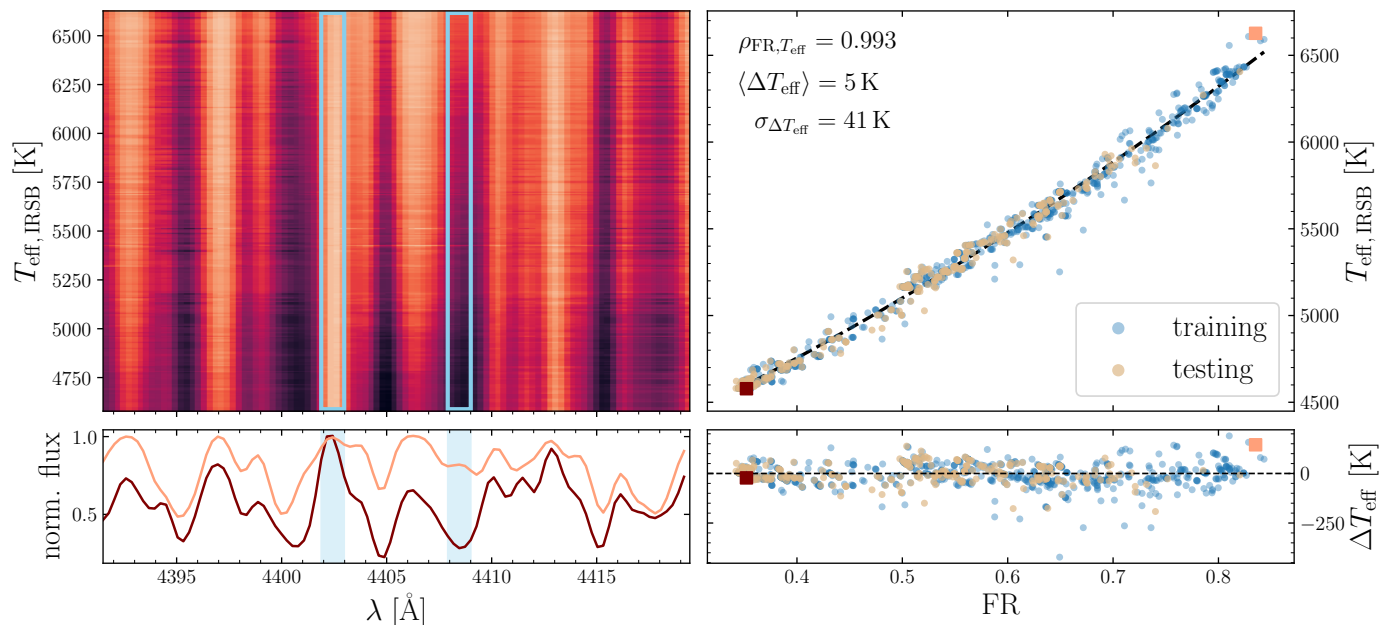 6500
6250
6000
5750
5500
5250
5000
4750
T_eff, IRSB [K]
1.0
0.5
norm. flux
4395 4400 4405 4410 4415
λ [Å]
ρ_FR,T_eff = 0.993
⟨ΔT_eff⟩ = 5 K
σ_ΔT_eff = 41 K
training
testing
6500
6000
5500
5000
4500
T_eff, IRSB [K]
0
−250
ΔT_eff [K]
0.4 0.5 0.6 0.7 0.8
FR